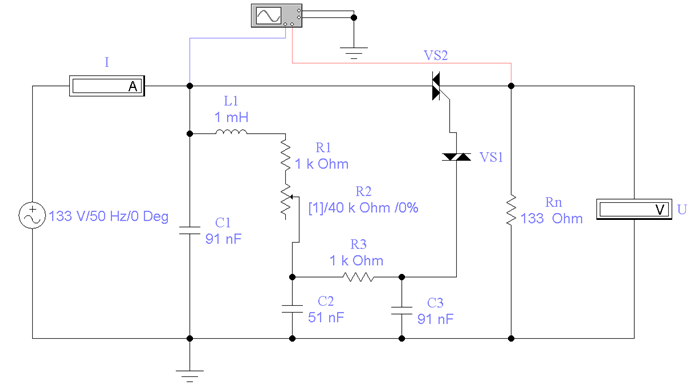 I
A
VS2
L1
1 mH
R1
1 k Ohm
VS1
R2
[1]/40 k Ohm /0%
133 V/50 Hz/0 Deg
C1
91 nF
R3
1 k Ohm
Rn
133 Ohm
V
U
C2
51 nF
C3
91 nF